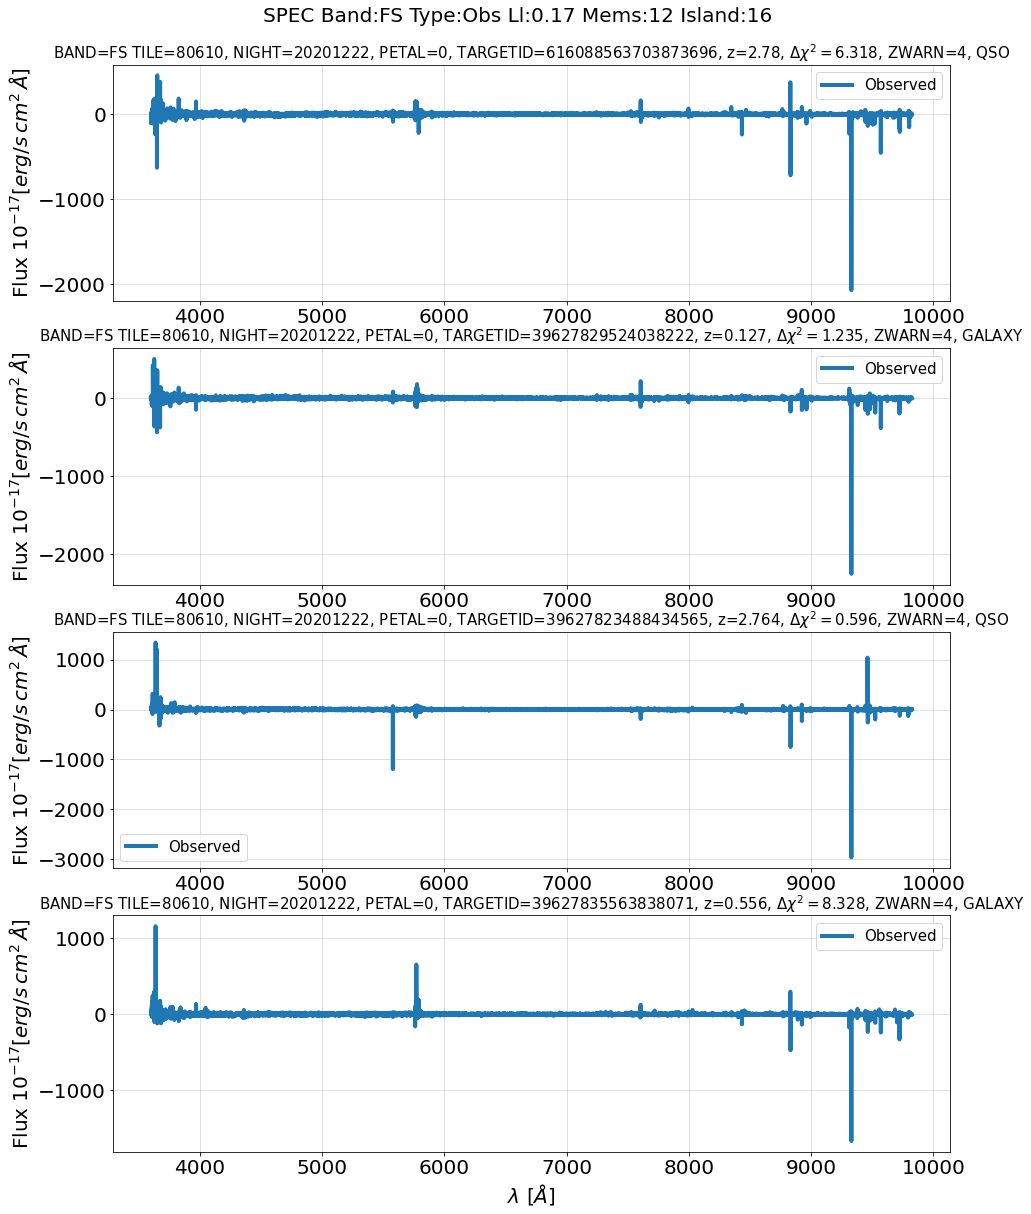 SPEC Band:FS Type:Obs Ll:0.17 Mems:12 Island:16
BAND=FS TILE=80610, NIGHT=20201222, PETAL=0, TARGETID=616088563703873696, z=2.78, Δχ² = 6.318, ZWARN=4, QSO
Flux 10⁻¹⁷[erg/s cm² Å]
0
−1000
−2000
Observed
4000 5000 6000 7000 8000 9000 10000
BAND=FS TILE=80610, NIGHT=20201222, PETAL=0, TARGETID=39627829524038222, z=0.127, Δχ² = 1.235, ZWARN=4, GALAXY
Flux 10⁻¹⁷[erg/s cm² Å]
0
−1000
−2000
Observed
4000 5000 6000 7000 8000 9000 10000
BAND=FS TILE=80610, NIGHT=20201222, PETAL=0, TARGETID=39627823488434565, z=2.764, Δχ² = 0.596, ZWARN=4, QSO
Flux 10⁻¹⁷[erg/s cm² Å]
1000
0
−1000
−2000
−3000
Observed
4000 5000 6000 7000 8000 9000 10000
BAND=FS TILE=80610, NIGHT=20201222, PETAL=0, TARGETID=39627835563838071, z=0.556, Δχ² = 8.328, ZWARN=4, GALAXY
Flux 10⁻¹⁷[erg/s cm² Å]
1000
0
−1000
Observed
4000 5000 6000 7000 8000 9000 10000
λ [Å]